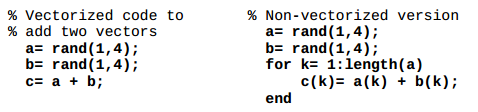 % Vectorized code to
% add two vectors
a= rand(1,4);
b= rand(1,4);
c= a + b;
% Non-vectorized version
a= rand(1,4);
b= rand(1,4);
for k= 1:length(a)
c(k)= a(k) + b(k);
end